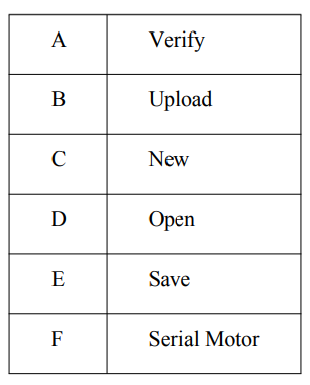 A Verify
B Upload
C New
D Open
E Save
F Serial Motor